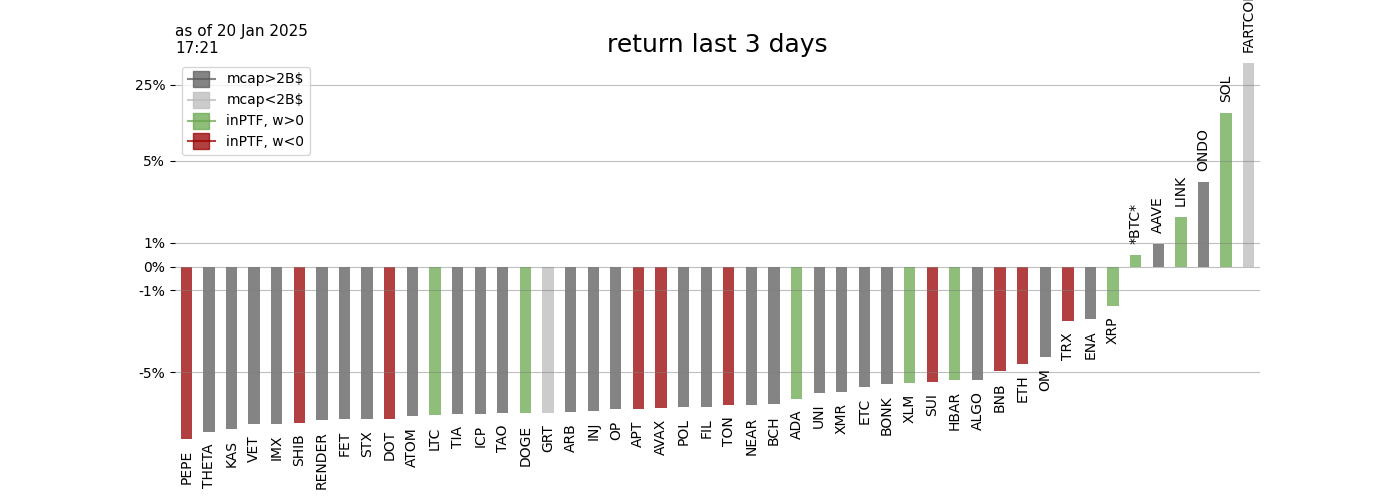 as of 20 Jan 2025
17:21
return last 3 days
mcap>2B$
mcap<2B$
inPTF, w>0
inPTF, w<0
25%
5%
1%
0%
-1%
-5%
PEPE
THETA
KAS
VET
IMX
SHIB
RENDER
FET
STX
DOT
ATOM
LTC
TIA
ICP
TAO
DOGE
GRT
ARB
INJ
OP
APT
AVAX
POL
FIL
TON
NEAR
BCH
ADA
UNI
XMR
ETC
BONK
XLM
SUI
HBAR
ALGO
BNB
ETH
OM
TRX
ENA
XRP
*BTC*
AAVE
LINK
ONDO
SOL